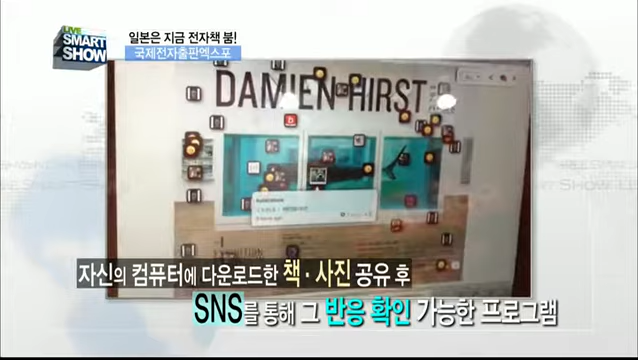 LIVE
SMART
SHOW
일본은 지금 전자책 붐!
국제전자출판엑스포
DAMIEN HIRST
자신의 컴퓨터에 다운로드한 책·사진 공유 후
SNS를 통해 그 반응 확인 가능한 프로그램